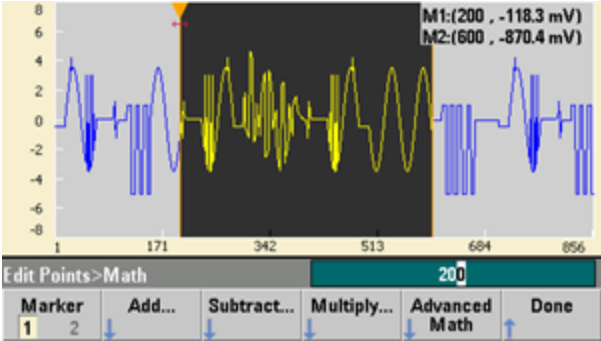 M1:(200 , -118.3 mV)
M2:(600 , -870.4 mV)
8
6
4
2
0
-2
-4
-6
-8
1 171 342 513 684 856
Edit Points>Math 200
Marker Add... Subtract... Multiply... Advanced Done
1 2 Math